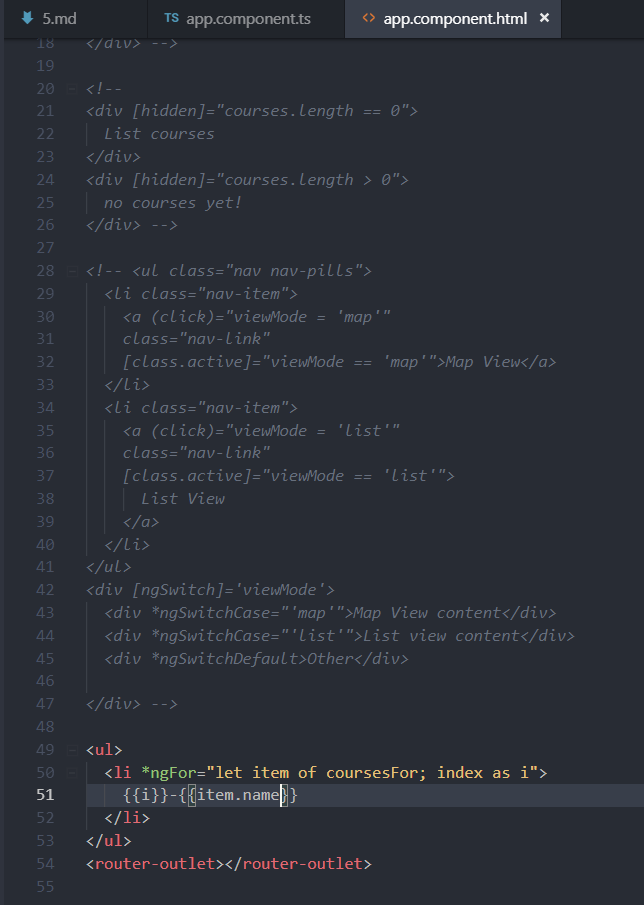 5.md TS app.component.ts <> app.component.html ×
18 </div> -->
19
20 <!--
21 <div [hidden]="courses.length == 0">
22 List courses
23 </div>
24 <div [hidden]="courses.length > 0">
25 no courses yet!
26 </div> -->
27
28 <!-- <ul class="nav nav-pills">
29 <li class="nav-item">
30 <a (click)="viewMode = 'map'"
31 class="nav-link"
32 [class.active]="viewMode == 'map'">Map View</a>
33 </li>
34 <li class="nav-item">
35 <a (click)="viewMode = 'list'"
36 class="nav-link"
37 [class.active]="viewMode == 'list'">
38 List View
39 </a>
40 </li>
41 </ul>
42 <div [ngSwitch]='viewMode'>
43 <div *ngSwitchCase="'map'">Map View content</div>
44 <div *ngSwitchCase="'list'">List view content</div>
45 <div *ngSwitchDefault>Other</div>
46
47 </div> -->
48
49 <ul>
50 <li *ngFor="let item of coursesFor; index as i">
51 {{i}}-{{item.name}}
52 </li>
53 </ul>
54 <router-outlet></router-outlet>
55